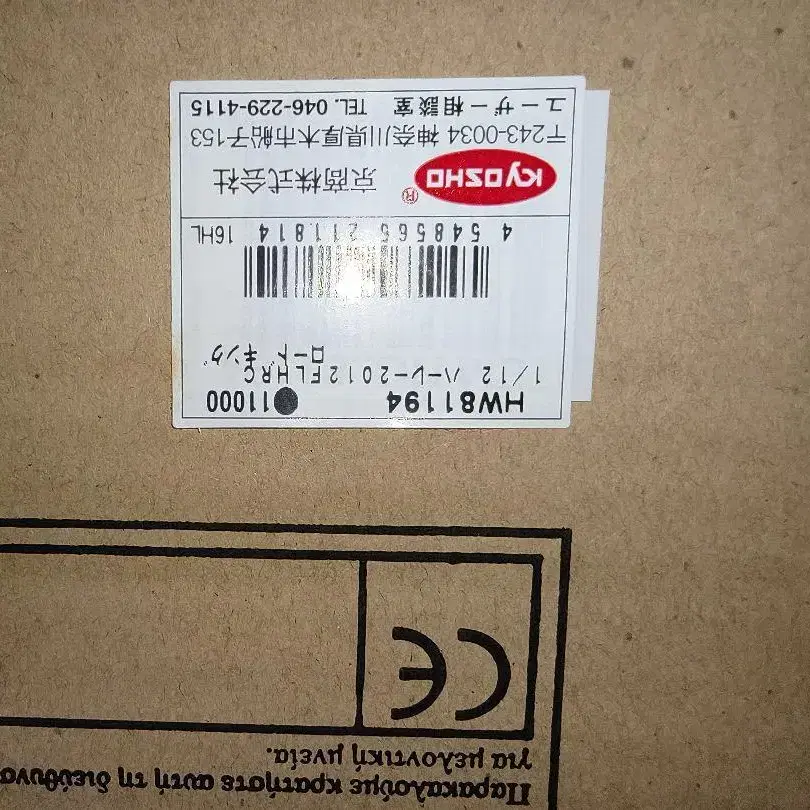 Παρακαλούμε κρατήστε αυτή τη
για μελοντική μνεία.
CE
HW81194 ●11000
1/12 ハーレー2012FLHRC
ロードキング
4 548565 211814 16HL
KYOSHO® 京商株式会社
〒243-0034 神奈川県厚木市船子153
ユーザー相談室 TEL. 046-229-4115